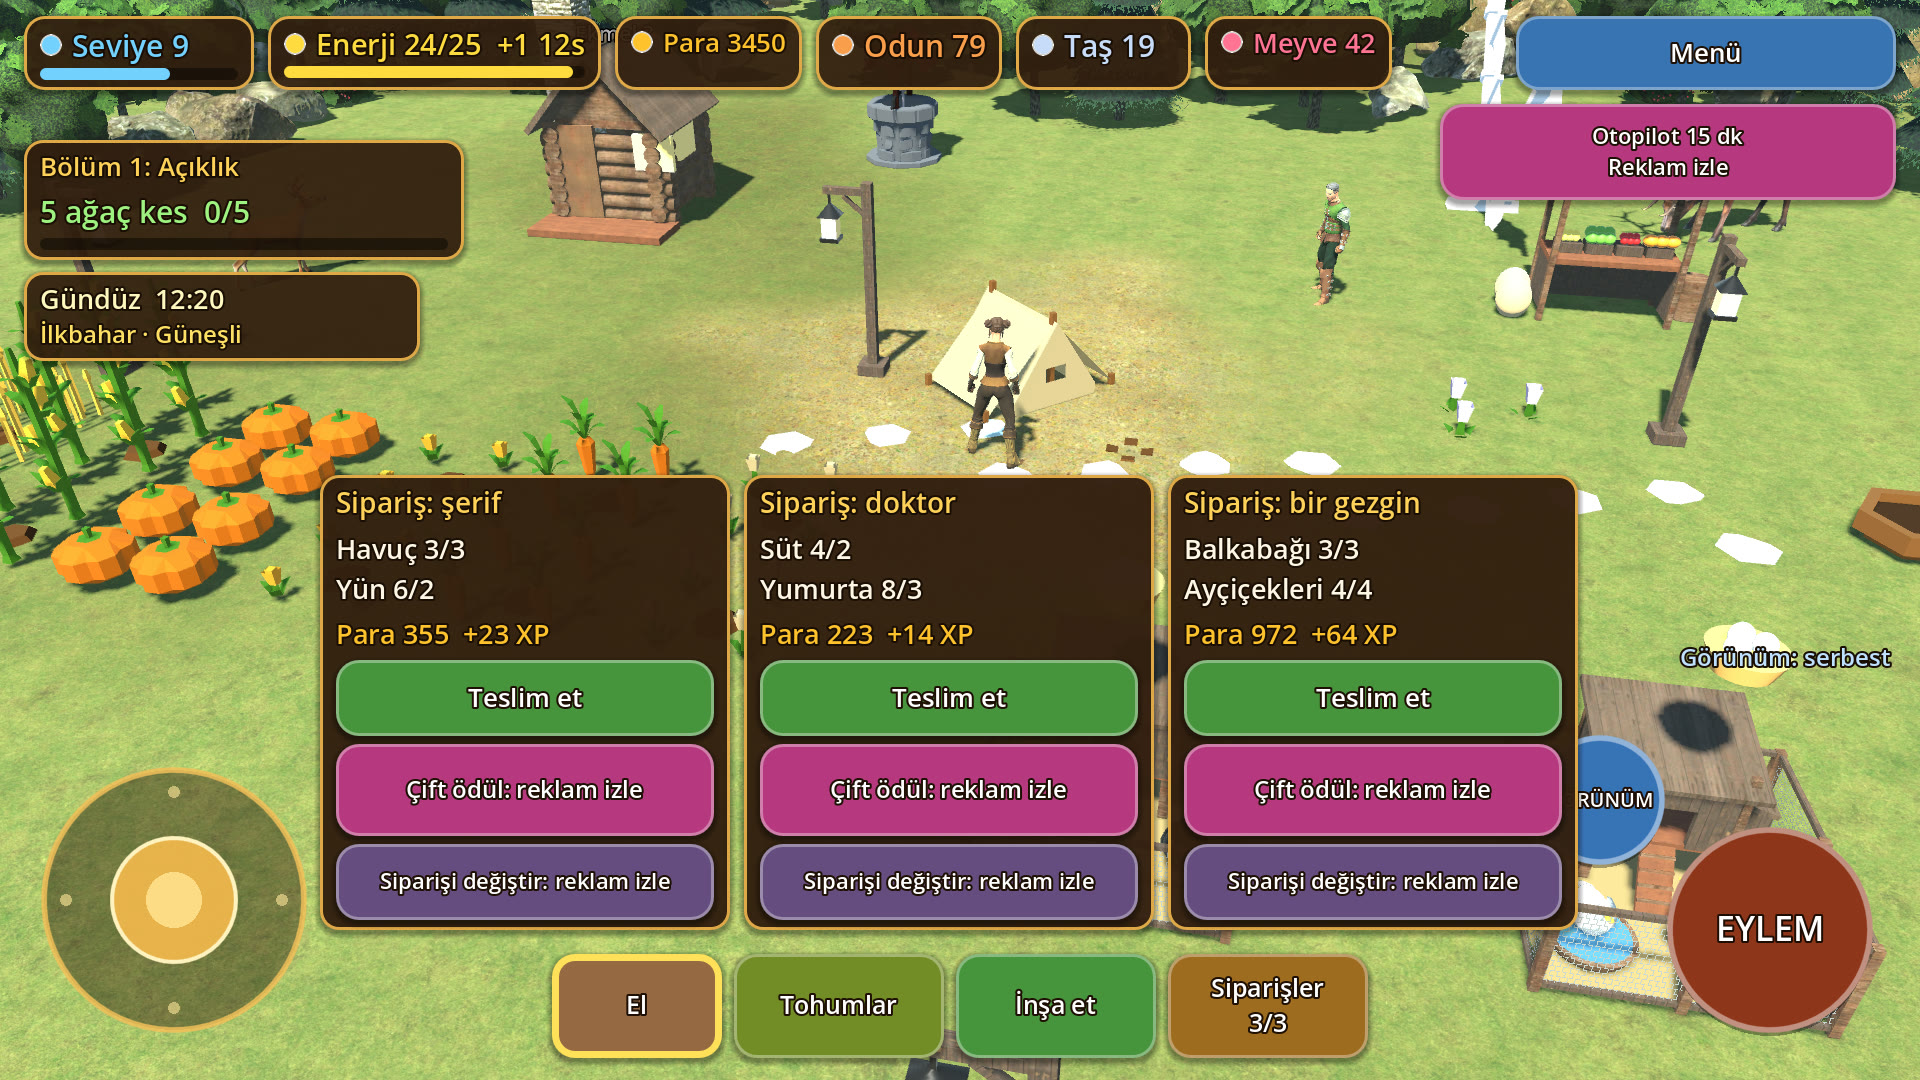 Seviye 9
Enerji 24/25 +1 12s
Para 3450
Odun 79
Taş 19
Meyve 42
Menü
Otopilot 15 dk
Reklam izle
Bölüm 1: Açıklık
5 ağaç kes 0/5
Gündüz 12:20
İlkbahar · Güneşli
Sipariş: şerif
Havuç 3/3
Yün 6/2
Para 355 +23 XP
Teslim et
Çift ödül: reklam izle
Siparişi değiştir: reklam izle
Sipariş: doktor
Süt 4/2
Yumurta 8/3
Para 223 +14 XP
Teslim et
Çift ödül: reklam izle
Siparişi değiştir: reklam izle
Sipariş: bir gezgin
Balkabağı 3/3
Ayçiçekleri 4/4
Para 972 +64 XP
Teslim et
Çift ödül: reklam izle
Siparişi değiştir: reklam izle
Görünüm: serbest
RÜNÜM
EYLEM
El
Tohumlar
İnşa et
Siparişler
3/3